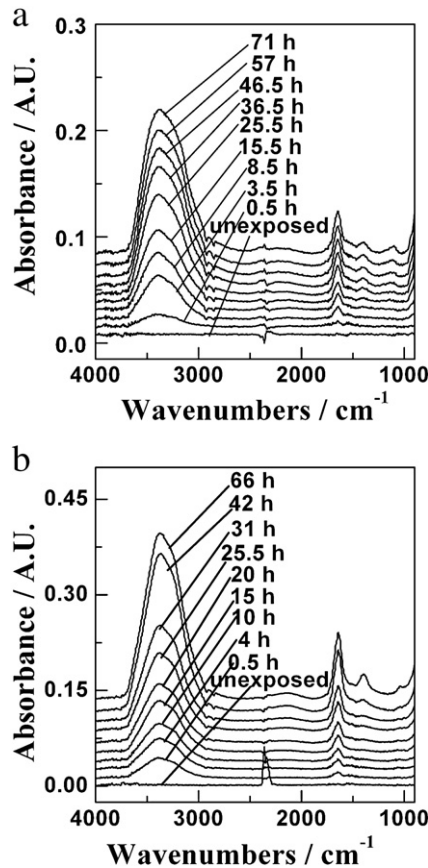 a
0.3
71 h
57 h
46.5 h
36.5 h
25.5 h
15.5 h
8.5 h
3.5 h
0.5 h
unexposed
0.2
0.1
0.0
Absorbance / A.U.
4000 3000 2000 1000
Wavenumbers / cm-1
b
0.45
66 h
42 h
31 h
25.5 h
20 h
15 h
10 h
4 h
0.5 h
unexposed
0.30
0.15
0.00
Absorbance / A.U.
4000 3000 2000 1000
Wavenumbers / cm-1